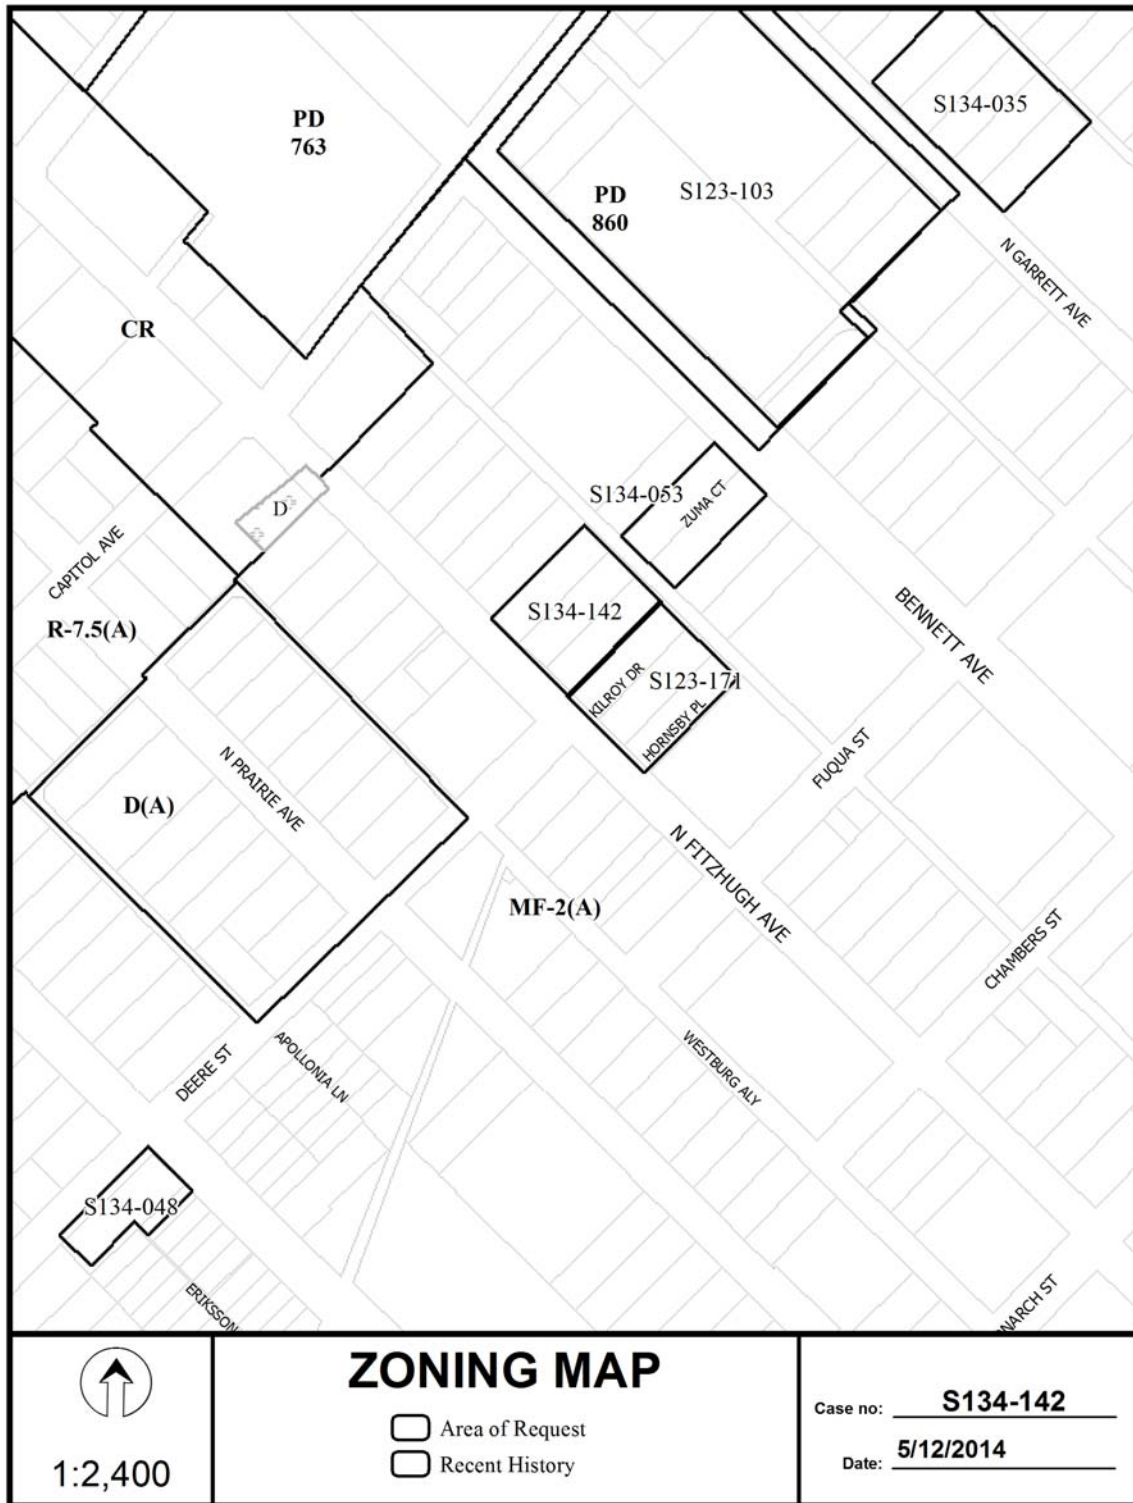 PD
763
S134-035
PD
860
S123-103
N GARRETT AVE
CR
D
S134-053
ZUMA CT
CAPITOL AVE
S134-142
BENNETT AVE
R-7.5(A)
KILROY DR
S123-171
HORNSBY PL
N PRAIRIE AVE
FUQUA ST
D(A)
N FITZHUGH AVE
MF-2(A)
CHAMBERS ST
DEERE ST
APOLLONIA LN
WESTBURG ALY
S134-048
ERIKSSON
NARCH ST
1:2,400
ZONING MAP
Area of Request
Recent History
Case no: S134-142
Date: 5/12/2014